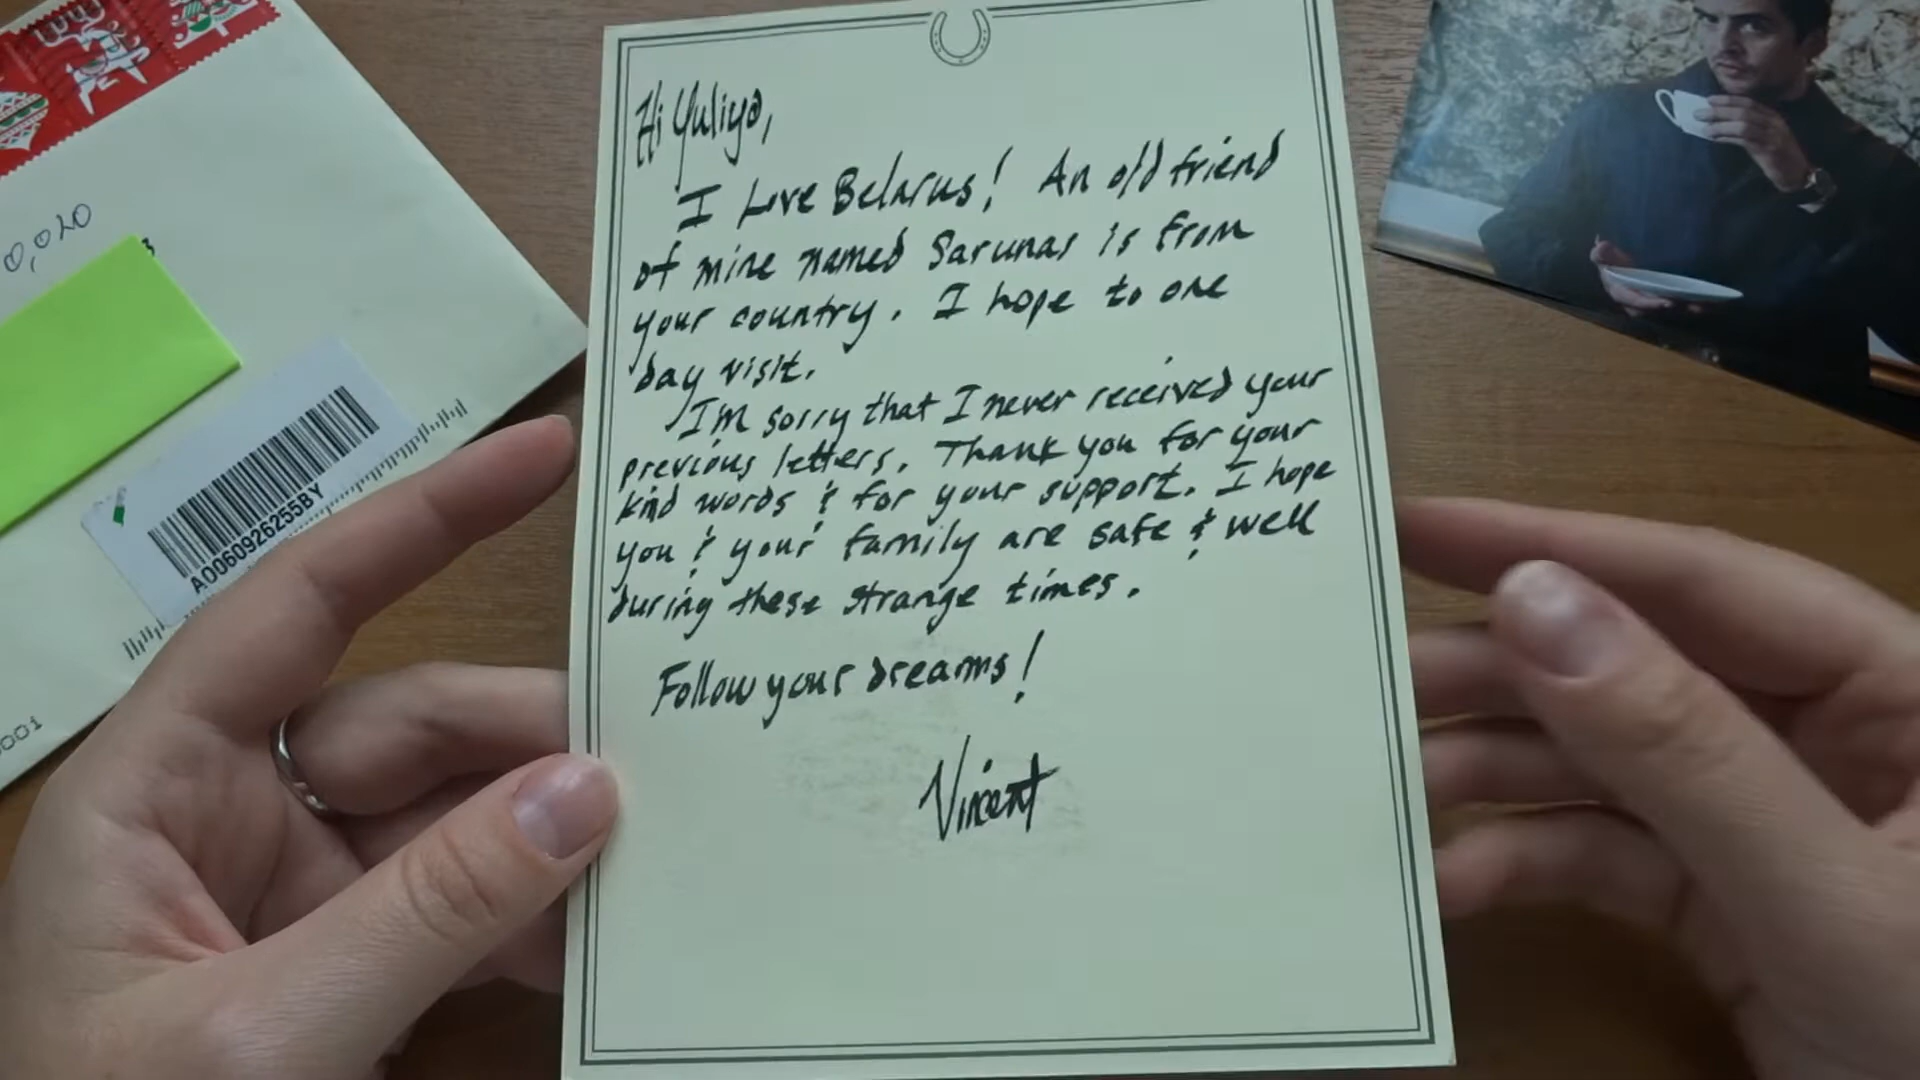 Hi Yuliya,
I Love Belarus! An old friend
of mine named Sarunas is from
your country. I hope to one
day visit.
I'm sorry that I never received your
previous letters. Thank you for your
kind words & for your support. I hope
you & your family are safe & well
during these strange times.
Follow your dreams!
Vincent
A0060926255BY
0001